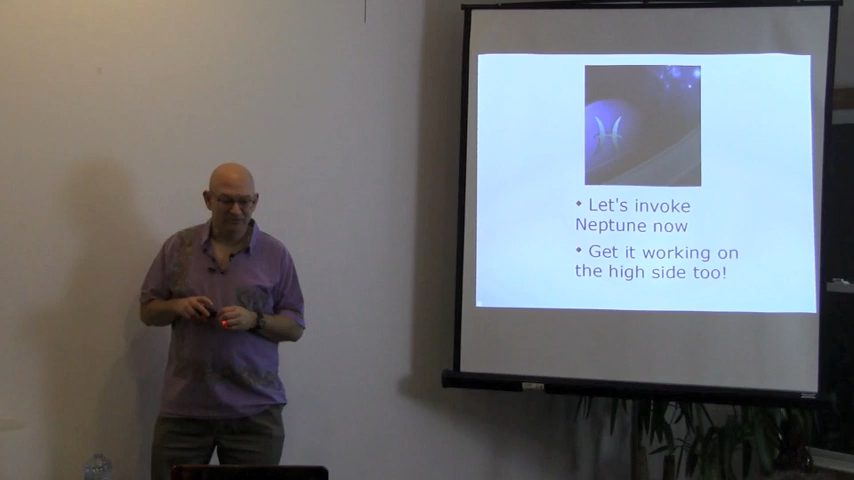 • Let's invoke
Neptune now
• Get it working on
the high side too!